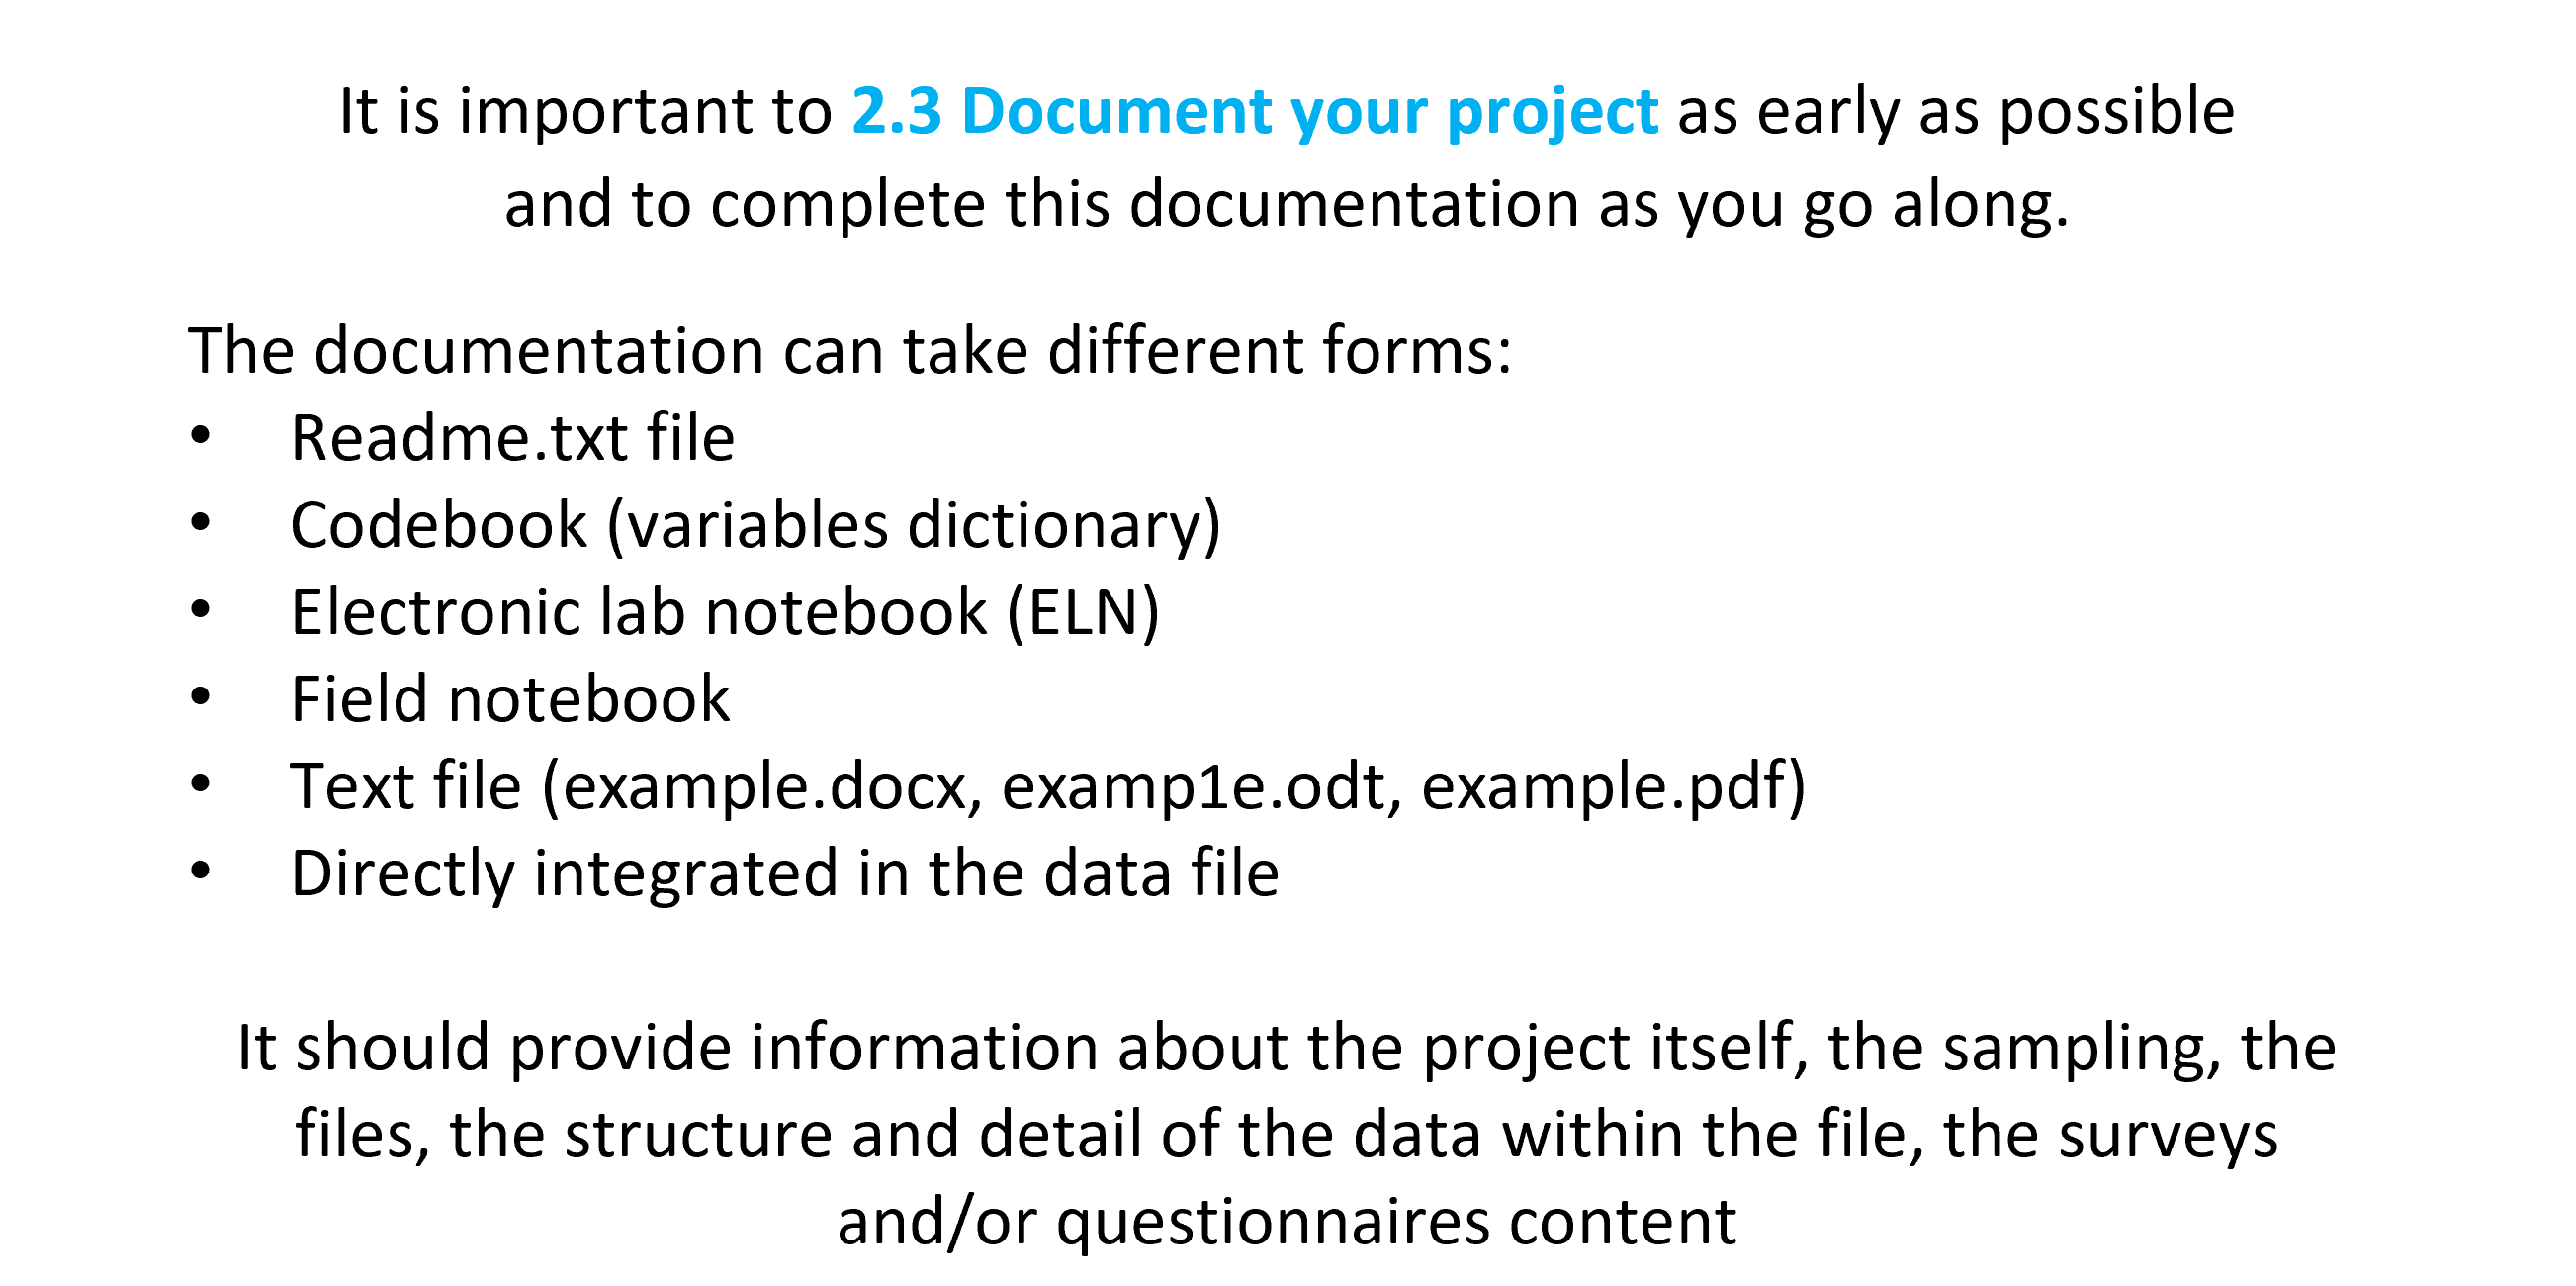 It is important to 2.3 Document your project as early as possible
and to complete this documentation as you go along.
The documentation can take different forms:
• Readme.txt file
• Codebook (variables dictionary)
• Electronic lab notebook (ELN)
• Field notebook
• Text file (example.docx, examp1e.odt, example.pdf)
• Directly integrated in the data file
It should provide information about the project itself, the sampling, the
files, the structure and detail of the data within the file, the surveys
and/or questionnaires content